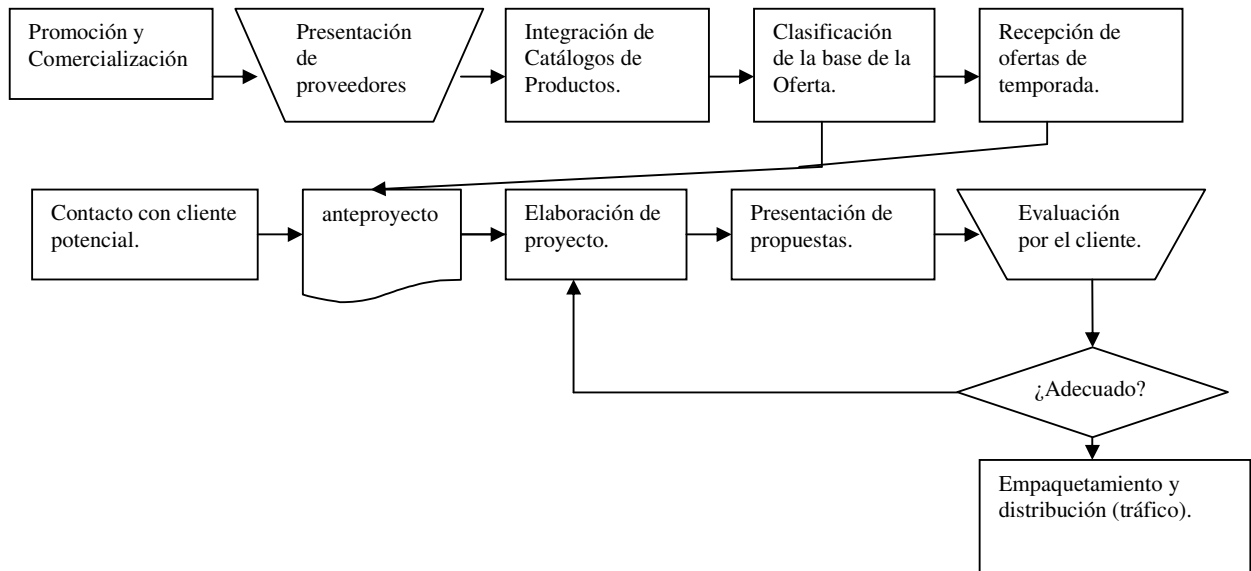 Promoción y
Comercialización
Presentación
de
proveedores
Integración de
Catálogos de
Productos.
Clasificación
de la base de la
Oferta.
Recepción de
ofertas de
temporada.
Contacto con cliente
potencial.
anteproyecto
Elaboración de
proyecto.
Presentación de
propuestas.
Evaluación
por el cliente.
¿Adecuado?
Empaquetamiento y
distribución (tráfico).